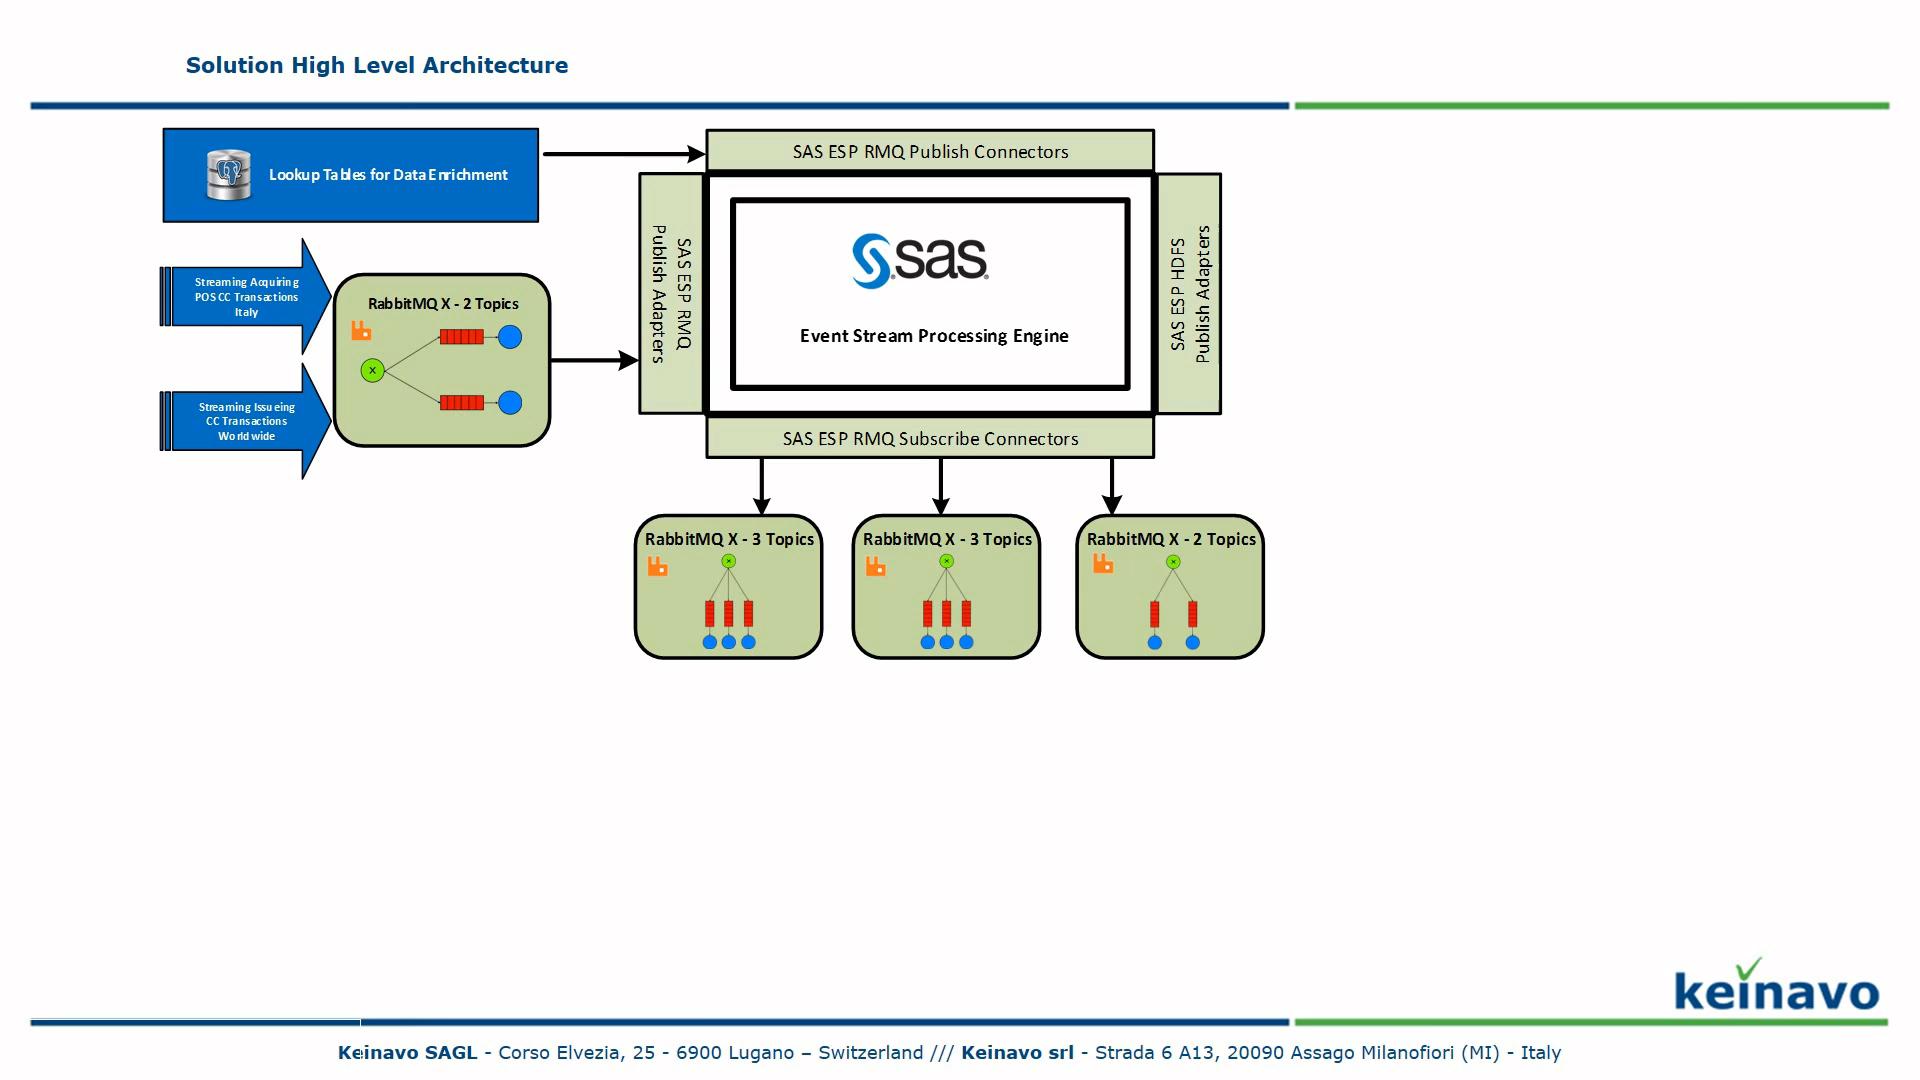 Solution High Level Architecture
Lookup Tables for Data Enrichment
SAS ESP RMQ Publish Connectors
Streaming Acquiring
POS CC Transactions
Italy
Streaming Issueing
CC Transactions
World wide
RabbitMQ X - 2 Topics
X
SAS ESP RMQ
Publish Adapters
sas
Event Stream Processing Engine
SAS ESP HDFS
Publish Adapters
SAS ESP RMQ Subscribe Connectors
RabbitMQ X - 3 Topics
X
RabbitMQ X - 3 Topics
X
RabbitMQ X - 2 Topics
X
keinavo
Keinavo SAGL - Corso Elvezia, 25 - 6900 Lugano – Switzerland /// Keinavo srl - Strada 6 A13, 20090 Assago Milanofiori (MI) - Italy